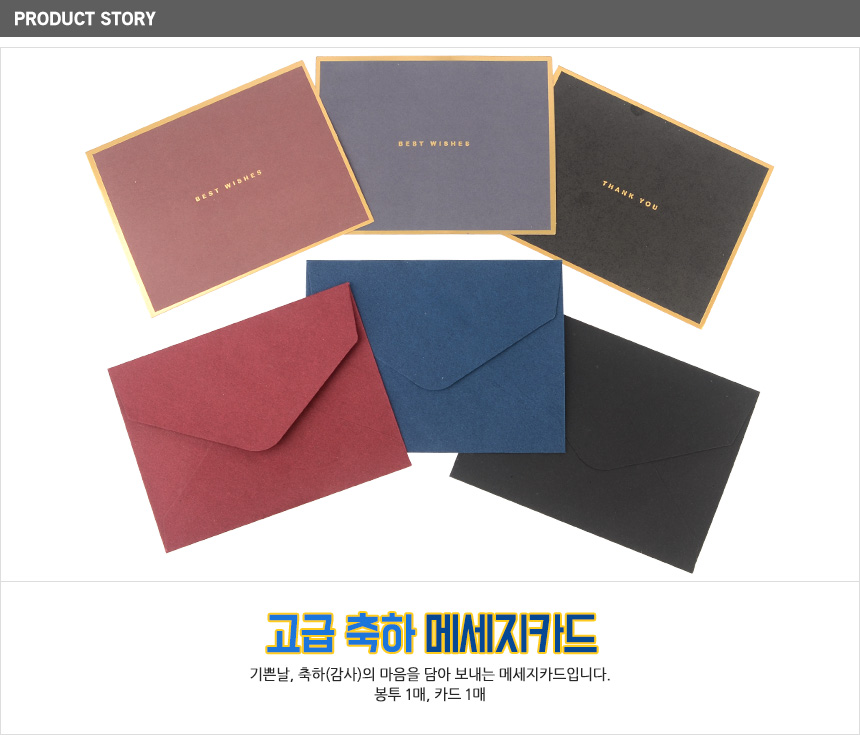 PRODUCT STORY
BEST WISHES
BEST WISHES
THANK YOU
고급 축하 메세지카드
기쁜날, 축하(감사)의 마음을 담아 보내는 메세지카드입니다.
봉투 1매, 카드 1매